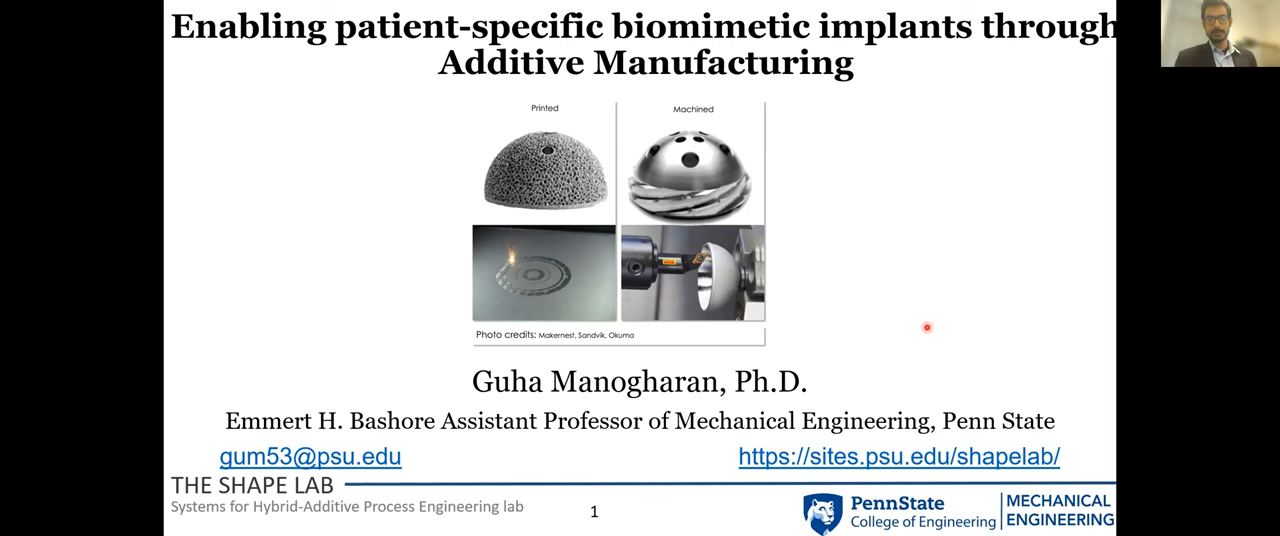 Enabling patient-specific biomimetic implants through
Additive Manufacturing
Printed
Machined
Photo credits: Makernest, Sandvik, Okuma
Guha Manogharan, Ph.D.
Emmert H. Bashore Assistant Professor of Mechanical Engineering, Penn State
gum53@psu.edu
https://sites.psu.edu/shapelab/
THE SHAPE LAB
Systems for Hybrid-Additive Process Engineering lab
1
PennState
College of Engineering
MECHANICAL
ENGINEERING